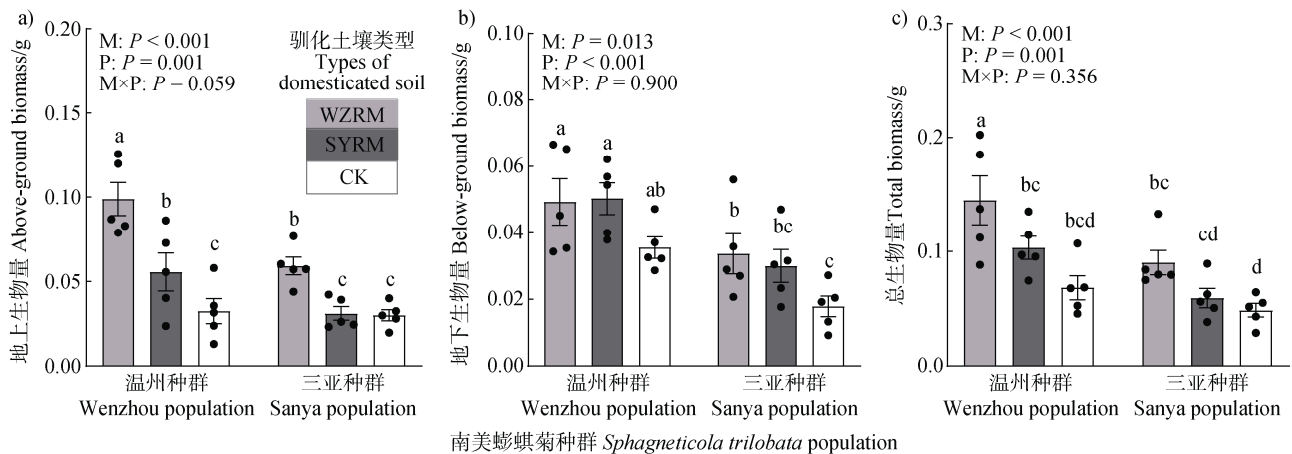 a)
地上生物量 Above-ground biomass/g
0.20
0.15
0.10
0.05
0.00
M: P < 0.001
P: P = 0.001
M×P: P − 0.059
驯化土壤类型
Types of
domesticated soil
WZRM
SYRM
CK
a
b
c
b
c
c
温州种群
Wenzhou population
三亚种群
Sanya population
b)
地下生物量 Below-ground biomass/g
0.10
0.08
0.06
0.04
0.02
0.00
M: P = 0.013
P: P < 0.001
M×P: P = 0.900
a
a
ab
b
bc
c
温州种群
Wenzhou population
三亚种群
Sanya population
c)
总生物量Total biomass/g
0.3
0.2
0.1
0.0
M: P < 0.001
P: P = 0.001
M×P: P = 0.356
a
bc
bcd
bc
cd
d
温州种群
Wenzhou population
三亚种群
Sanya population
南美蟛蜞菊种群 Sphagneticola trilobata population